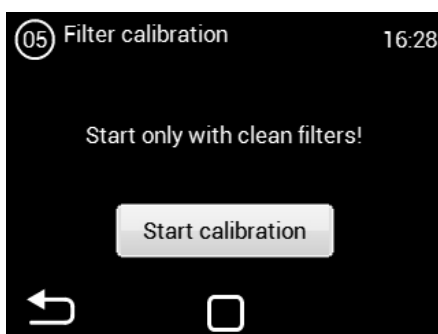 05 Filter calibration 16:28
Start only with clean filters!
Start calibration